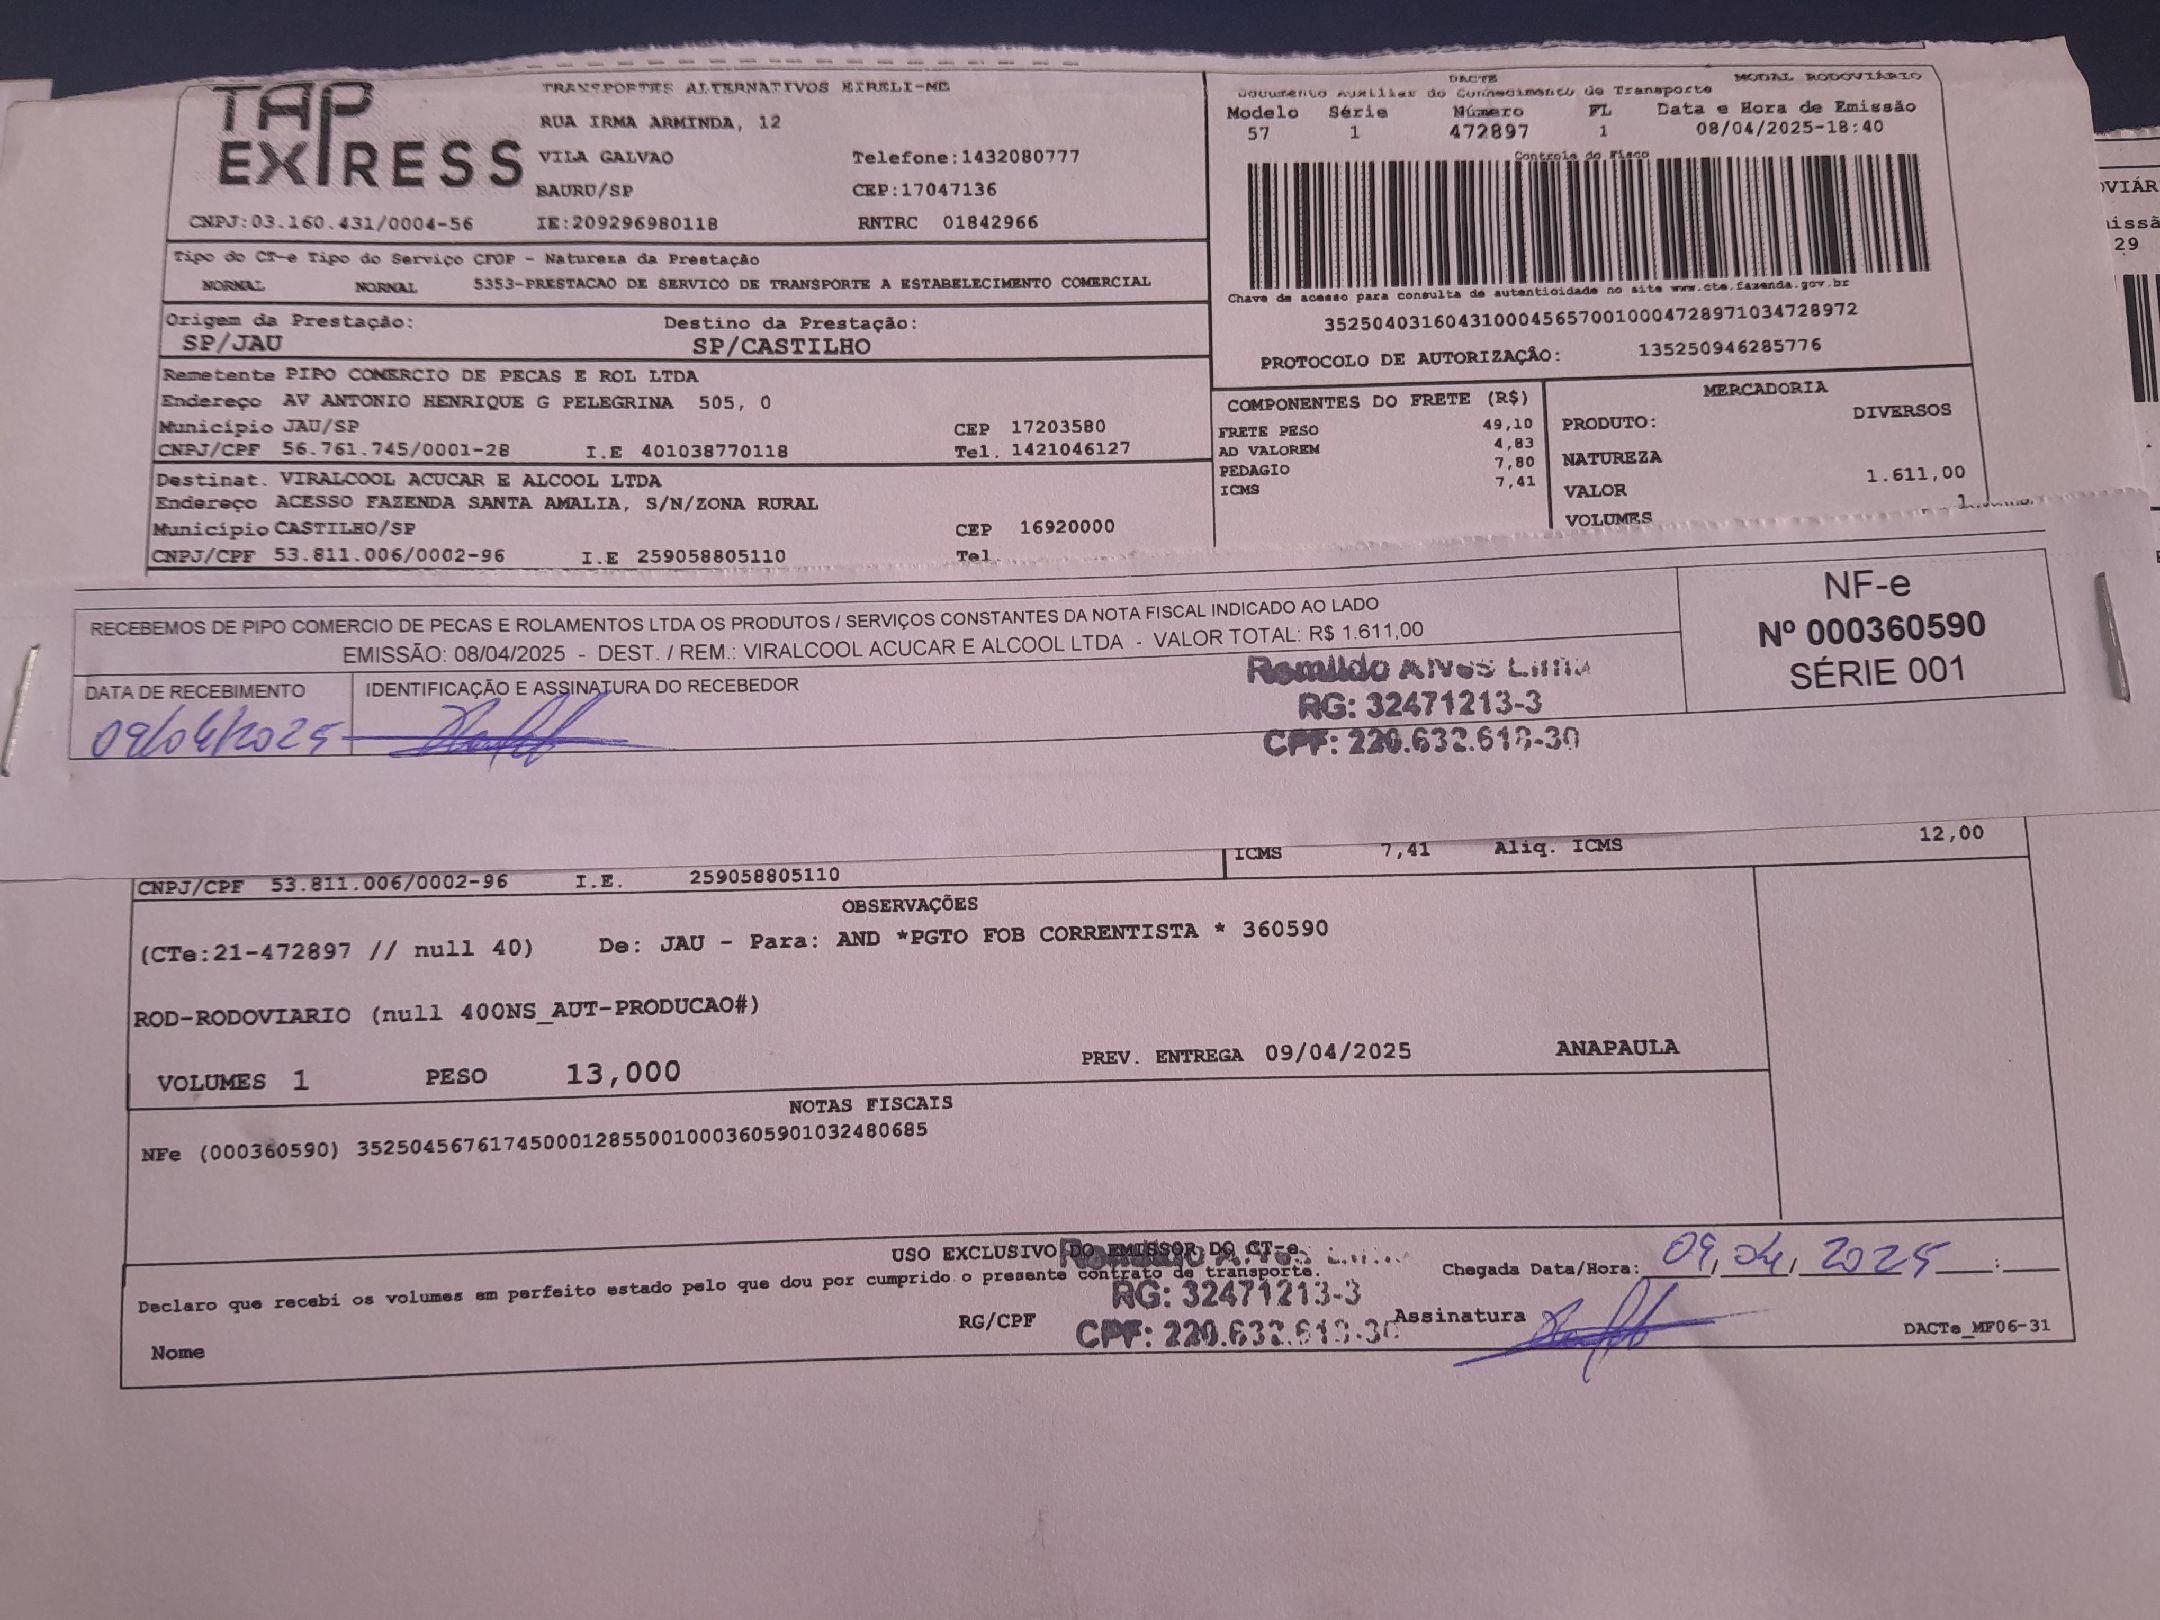 TAP
EXPRESS
TRANSPORTES ALTERNATIVOS EIRELI-ME
RUA IRMA ARMINDA, 12
VILA GALVAO Telefone:1432080777
BAURU/SP CEP:17047136
CNPJ:03.160.431/0004-56 IE:209296980118 RNTRC 01842966
DACTE MODAL RODOVIÁRIO
Documento Auxiliar do Conhecimento de Transporte
Modelo Série Número FL Data e Hora de Emissão
57 1 472897 1 08/04/2025-18:40
Controle do Fisco
Chave de acesso para consulta de autenticidade no site www.cte.fazenda.gov.br
35250403160431000456570010004728971034728972
PROTOCOLO DE AUTORIZAÇÃO: 135250946285776
Tipo do CT-e Tipo do Serviço CFOP - Natureza da Prestação
NORMAL NORMAL 5353-PRESTACAO DE SERVICO DE TRANSPORTE A ESTABELECIMENTO COMERCIAL
Origem da Prestação: Destino da Prestação:
SP/JAU SP/CASTILHO
Remetente PIPO COMERCIO DE PECAS E ROL LTDA
Endereço AV ANTONIO HENRIQUE G PELEGRINA 505, 0
Município JAU/SP CEP 17203580
CNPJ/CPF 56.761.745/0001-28 I.E 401038770118 Tel. 1421046127
Destinat. VIRALCOOL ACUCAR E ALCOOL LTDA
Endereço ACESSO FAZENDA SANTA AMALIA, S/N/ZONA RURAL
Município CASTILHO/SP CEP 16920000
CNPJ/CPF 53.811.006/0002-96 I.E 259058805110 Tel.
COMPONENTES DO FRETE (R$)
FRETE PESO 49,10
AD VALOREM 4,83
PEDAGIO 7,80
ICMS 7,41
MERCADORIA
PRODUTO: DIVERSOS
NATUREZA
VALOR 1.611,00
VOLUMES
RECEBEMOS DE PIPO COMERCIO DE PECAS E ROLAMENTOS LTDA OS PRODUTOS / SERVIÇOS CONSTANTES DA NOTA FISCAL INDICADO AO LADO
EMISSÃO: 08/04/2025 - DEST. / REM.: VIRALCOOL ACUCAR E ALCOOL LTDA - VALOR TOTAL: R$ 1.611,00
NF-e
Nº 000360590
SÉRIE 001
DATA DE RECEBIMENTO IDENTIFICAÇÃO E ASSINATURA DO RECEBEDOR
09/04/2025
Romildo Alves Lima
RG: 32471213-3
CPF: 220.632.618-30
ICMS 7,41 Aliq. ICMS 12,00
CNPJ/CPF 53.811.006/0002-96 I.E. 259058805110
OBSERVAÇÕES
(CTe:21-472897 // null 40) De: JAU - Para: AND *PGTO FOB CORRENTISTA * 360590
ROD-RODOVIARIO (null 400NS_AUT-PRODUCAO#)
VOLUMES 1 PESO 13,000 PREV. ENTREGA 09/04/2025 ANAPAULA
NOTAS FISCAIS
NFe (000360590) 35250456761745000128550010003605901032480685
USO EXCLUSIVO DO EMISSOR DO CT-e
Romildo Alves Lima
Declaro que recebi os volumes em perfeito estado pelo que dou por cumprido o presente contrato de transporte.
Chegada Data/Hora: 09, 04, 2025 :
RG: 32471213-3
RG/CPF CPF: 220.632.618-30 Assinatura
Nome
DACTe_MF06-31